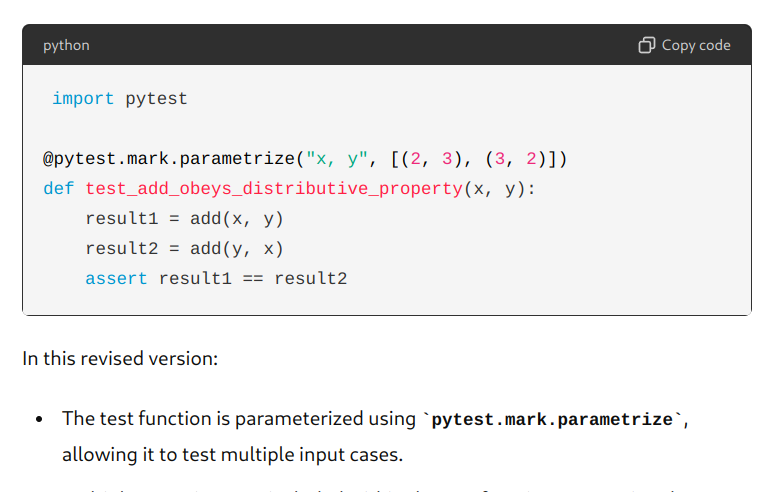 python Copy code
import pytest
@pytest.mark.parametrize("x, y", [(2, 3), (3, 2)])
def test_add_obeys_distributive_property(x, y):
result1 = add(x, y)
result2 = add(y, x)
assert result1 == result2
In this revised version:
• The test function is parameterized using `pytest.mark.parametrize`,
allowing it to test multiple input cases.